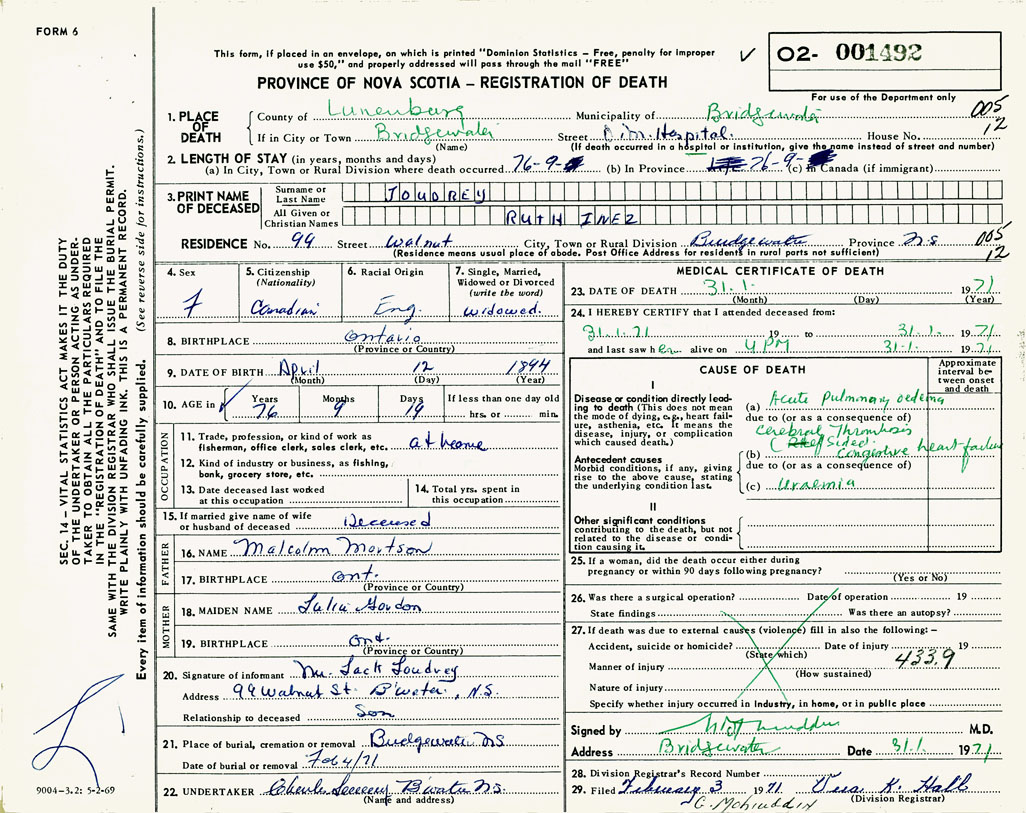 FORM 6
This form, if placed in an envelope, on which is printed "Dominion Statistics – Free, penalty for improper
use $50," and properly addressed will pass through the mail "FREE"
✓
O2- 001492
PROVINCE OF NOVA SCOTIA – REGISTRATION OF DEATH
For use of the Department only
005
12
1. PLACE OF DEATH
County of Lunenburg Municipality of Bridgewater
If in City or Town Bridgewater Street D.M. Hospital. House No.
(Name) (If death occurred in a hospital or institution, give the name instead of street and number)
2. LENGTH OF STAY (in years, months and days)
(a) In City, Town or Rural Division where death occurred 76-9- (b) In Province 76-9- (c) In Canada (if immigrant)
3. PRINT NAME OF DECEASED
Surname or Last Name JOUDREY
All Given or Christian Names RUTH INEZ
RESIDENCE No. 99 Street Walnut City, Town or Rural Division Bridgewater Province N.S.
005
12
(Residence means usual place of abode. Post Office Address for residents in rural parts not sufficient)
4. Sex
F
5. Citizenship
(Nationality)
Canadian
6. Racial Origin
Eng.
7. Single, Married,
Widowed or Divorced
(write the word)
Widowed.
8. BIRTHPLACE Ontario
(Province or Country)
9. DATE OF BIRTH April 12 1894
(Month) (Day) (Year)
10. AGE in Years Months Days If less than one day old
76 9 19 hrs. or min.
OCCUPATION
11. Trade, profession, or kind of work as
fisherman, office clerk, sales clerk, etc. at home
12. Kind of industry or business, as fishing,
bank, grocery store, etc.
13. Date deceased last worked
at this occupation
14. Total yrs. spent in
this occupation
15. If married give name of wife
or husband of deceased Deceased
FATHER
16. NAME Malcolm Mortson
17. BIRTHPLACE Ont.
(Province or Country)
MOTHER
18. MAIDEN NAME Julia Gordon
19. BIRTHPLACE Ont.
(Province or Country)
20. Signature of informant Mr. Jack Joudrey
Address 99 Walnut St. B'water, N.S.
Relationship to deceased Son
21. Place of burial, cremation or removal Bridgewater NS
Date of burial or removal Feb 4/71
22. UNDERTAKER B'water N.S.
(Name and address)
MEDICAL CERTIFICATE OF DEATH
23. DATE OF DEATH 31.1. 1971
(Month) (Day) (Year)
24. I HEREBY CERTIFY that I attended deceased from:
31.1.71 19 to 31.1. 1971
and last saw her alive on 4 PM 31.1. 1971
CAUSE OF DEATH
Approximate
interval be-
tween onset
and death
I
Disease or condition directly lead-
ing to death (This does not mean
the mode of dying, e.g., heart fail-
ure, asthenia, etc. It means the
disease, injury, or complication
which caused death.)
(a) Acute Pulmonary oedema
due to (or as a consequence of)
Cerebral Thrombosis
Sided.
Antecedent causes
Morbid conditions, if any, giving
rise to the above cause, stating
the underlying condition last.
(b) Congestive heart failure
due to (or as a consequence of)
(c) Uraemia
II
Other significant conditions
contributing to the death, but not
related to the disease or condi-
tion causing it.
25. If a woman, did the death occur either during
pregnancy or within 90 days following pregnancy?
(Yes or No)
26. Was there a surgical operation? Date of operation 19
State findings Was there an autopsy?
27. If death was due to external causes (violence) fill in also the following: –
Accident, suicide or homicide? Date of injury 19
(State which) 433.9
Manner of injury
(How sustained)
Nature of injury
Specify whether injury occurred in industry, in home, or in public place
Signed by M.D.
Address Bridgewater Date 31.1. 1971
28. Division Registrar's Record Number
29. Filed February 3 1971 Vera K. Hall
(Division Registrar)
G. Mohiuddin
SEC. 14 – VITAL STATISTICS ACT MAKES IT THE DUTY
OF THE UNDERTAKER OR PERSON ACTING AS UNDER-
TAKER TO OBTAIN ALL THE PARTICULARS REQUIRED
IN THE "REGISTRATION OF DEATH" AND TO FILE THE
SAME WITH THE DIVISION REGISTRAR WHO SHALL ISSUE THE BURIAL PERMIT.
WRITE PLAINLY WITH UNFADING INK. THIS IS A PERMANENT RECORD.
Every item of information should be carefully supplied. (See reverse side for instructions.)
9004-3.2: 5-2-69